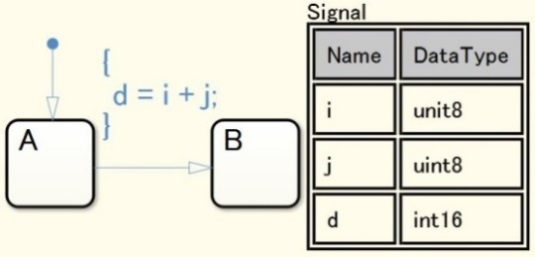 {
d = i + j;
}
A
B
Signal
Name DataType
i unit8
j uint8
d int16